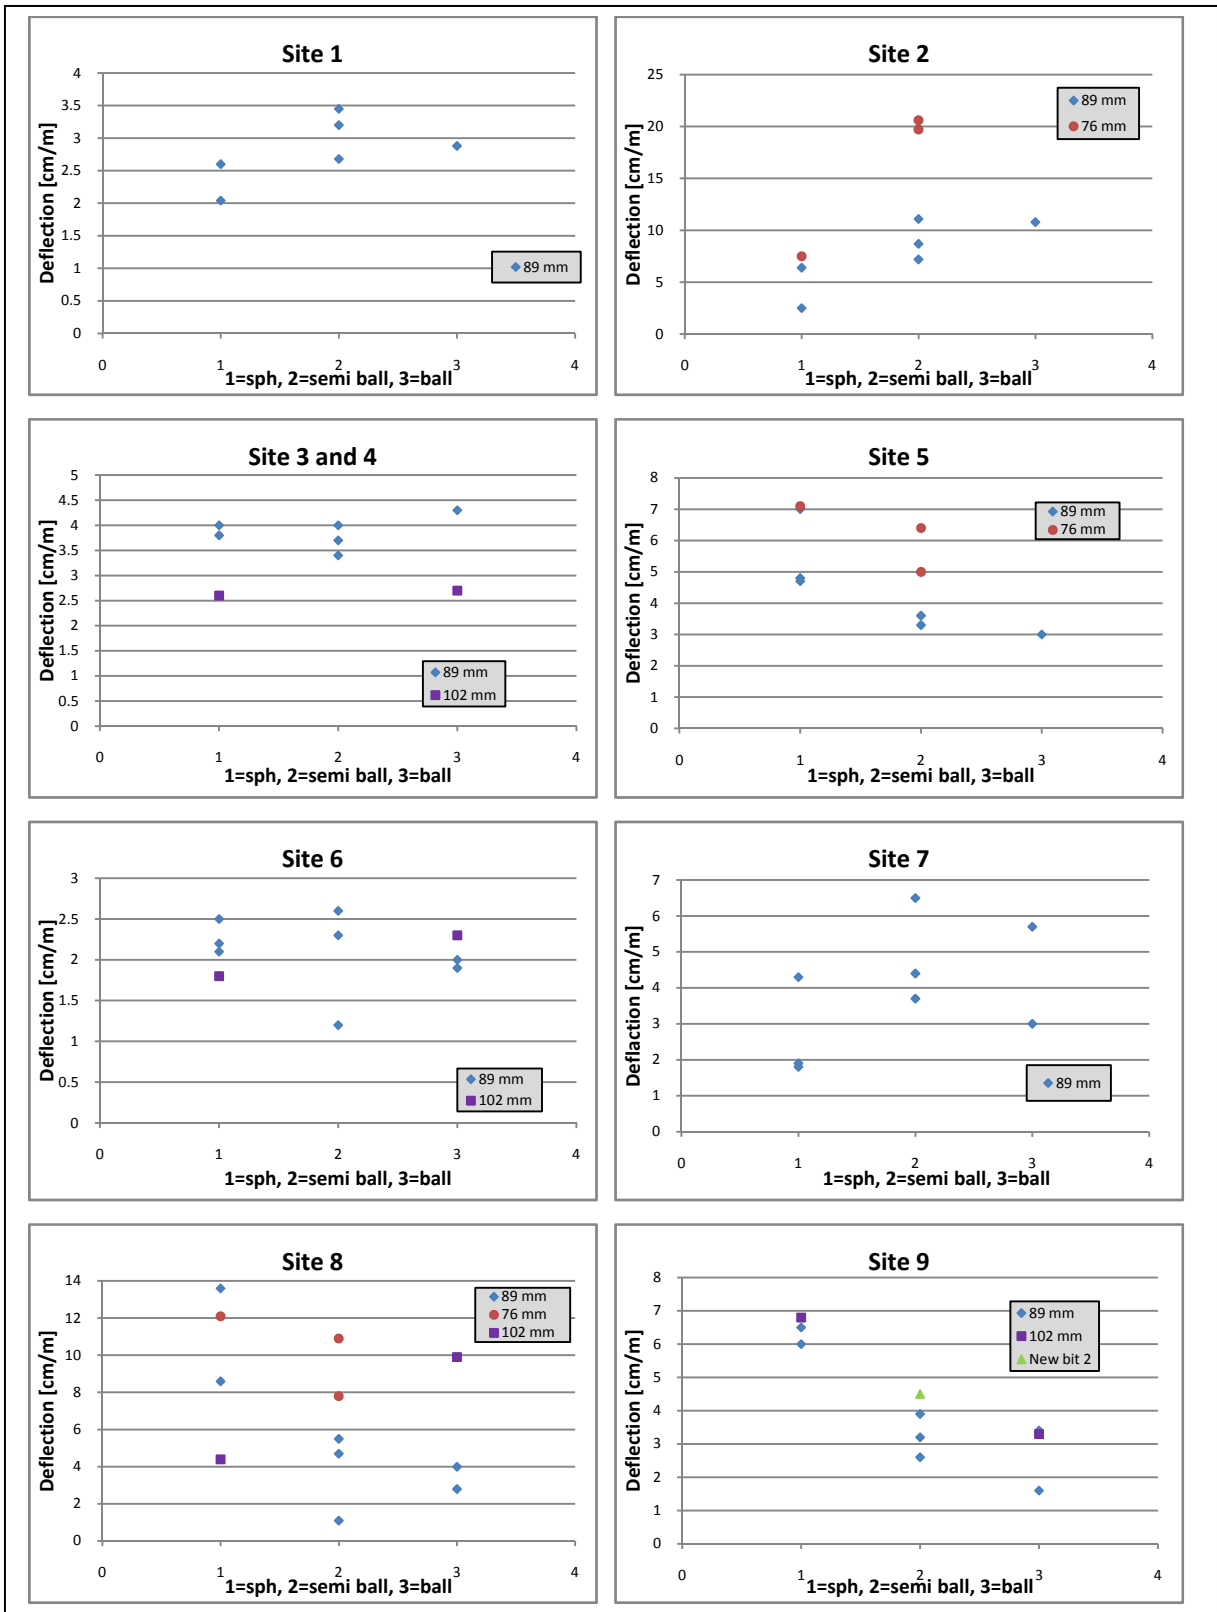 Site 1
4
3.5
3
2.5
2
1.5
1
0.5
0
0 1 2 3 4
Deflection [cm/m]
1=sph, 2=semi ball, 3=ball
89 mm
Site 2
25
20
15
10
5
0
0 1 2 3 4
Deflection [cm/m]
1=sph, 2=semi ball, 3=ball
89 mm
76 mm
Site 3 and 4
5
4.5
4
3.5
3
2.5
2
1.5
1
0.5
0
0 1 2 3 4
Deflection [cm/m]
1=sph, 2=semi ball, 3=ball
89 mm
102 mm
Site 5
8
7
6
5
4
3
2
1
0
0 1 2 3 4
Deflection [cm/m]
1=sph, 2=semi ball, 3=ball
89 mm
76 mm
Site 6
3
2.5
2
1.5
1
0.5
0
0 1 2 3 4
Deflection [cm/m]
1=sph, 2=semi ball, 3=ball
89 mm
102 mm
Site 7
7
6
5
4
3
2
1
0
0 1 2 3 4
Deflaction [cm/m]
1=sph, 2=semi ball, 3=ball
89 mm
Site 8
14
12
10
8
6
4
2
0
0 1 2 3 4
Deflection [cm/m]
1=sph, 2=semi ball, 3=ball
89 mm
76 mm
102 mm
Site 9
8
7
6
5
4
3
2
1
0
0 1 2 3 4
Deflection [cm/m]
1=sph, 2=semi ball, 3=ball
89 mm
102 mm
New bit 2